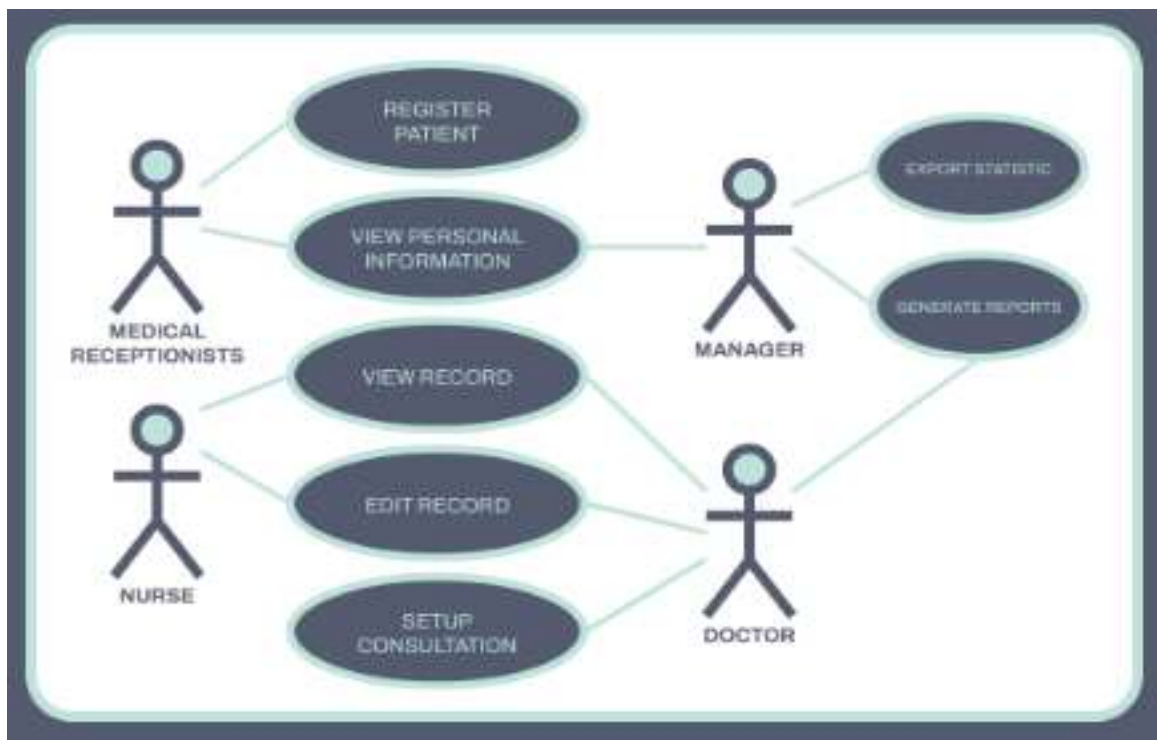 REGISTER
PATIENT
EXPORT STATISTIC
VIEW PERSONAL
INFORMATION
GENERATE REPORTS
MEDICAL
RECEPTIONISTS
MANAGER
VIEW RECORD
EDIT RECORD
NURSE
SETUP
CONSULTATION
DOCTOR